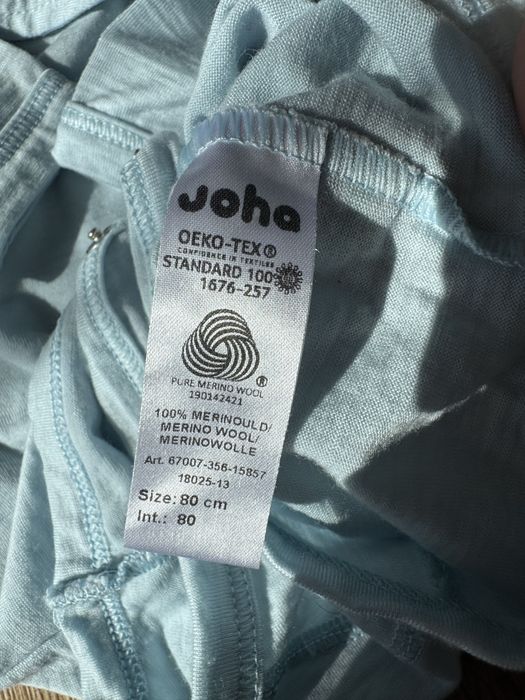 Joha
OEKO-TEX®
CONFIDENCE IN TEXTILES
STANDARD 100
1676-257
PURE MERINO WOOL ®
190142421
100% MERINOULD/
MERINO WOOL/
MERINOWOLLE
Art. 67007-356-15857
18025-13
Size: 80 cm
Int.: 80